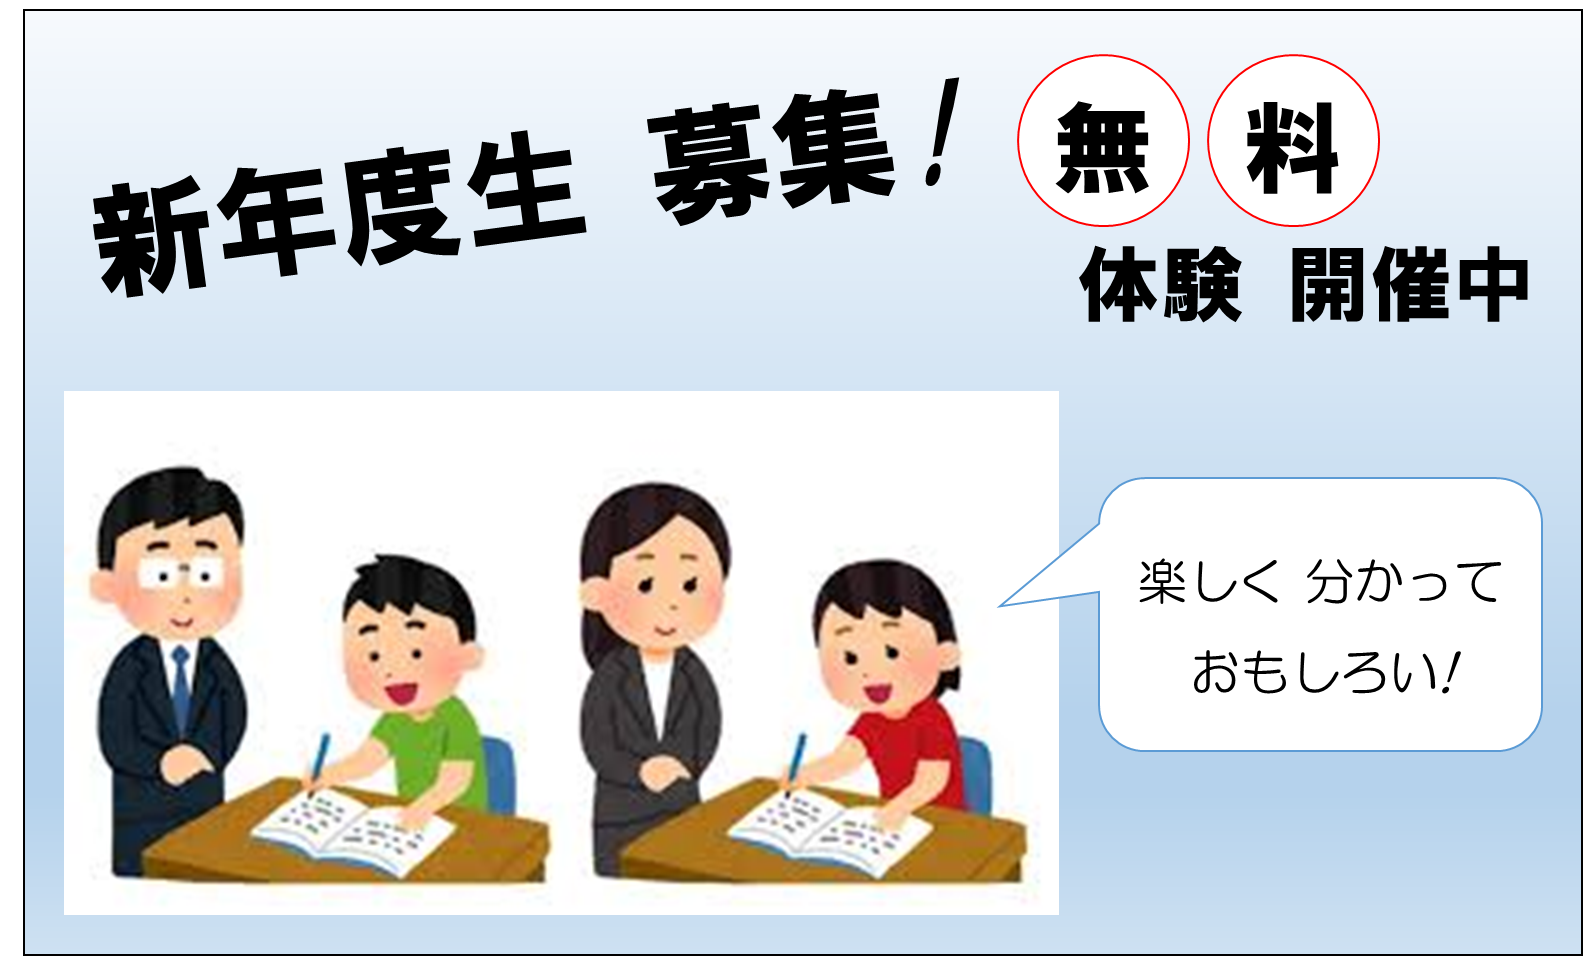 新年度生 募集!
無料
体験 開催中
楽しく 分かって
おもしろい!